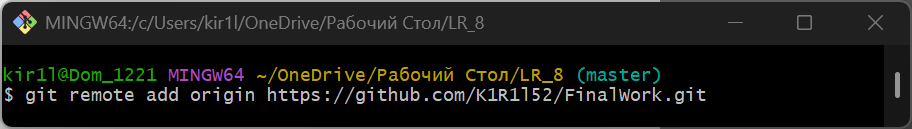 MINGW64:/c/Users/kir1l/OneDrive/Рабочий Стол/LR_8
kir1l@Dom_1221 MINGW64 ~/OneDrive/Рабочий Стол/LR_8 (master)
$ git remote add origin https://github.com/K1R1l52/FinalWork.git